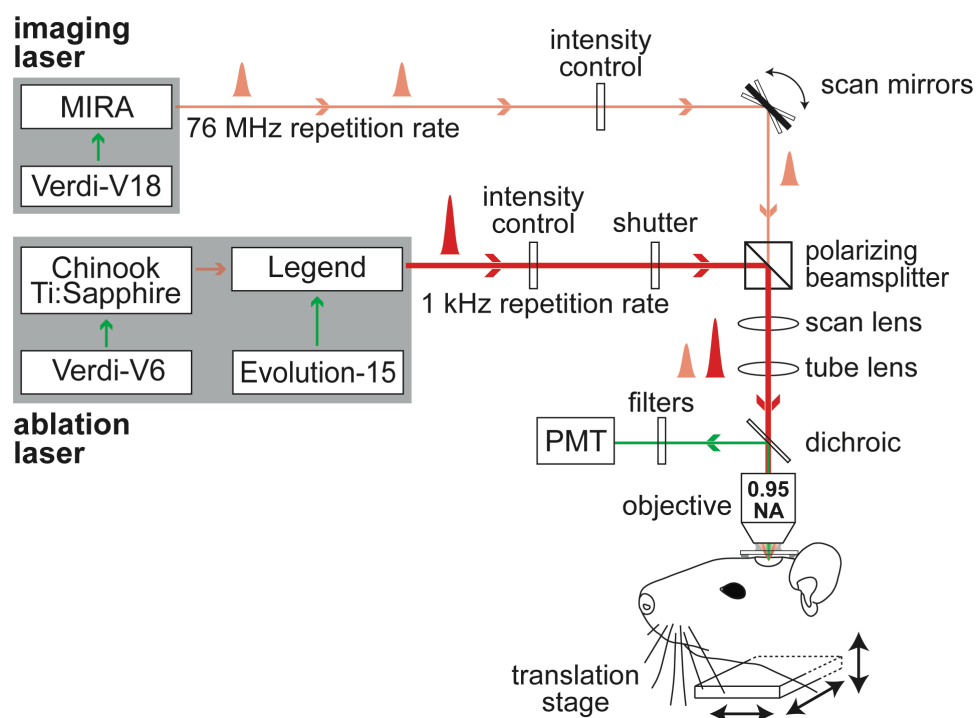 imaging
laser
MIRA
Verdi-V18
76 MHz repetition rate
intensity
control
scan mirrors
Chinook
Ti:Sapphire
Legend
Verdi-V6
Evolution-15
ablation
laser
intensity
control
shutter
1 kHz repetition rate
polarizing
beamsplitter
scan lens
tube lens
filters
PMT
dichroic
objective
0.95
NA
translation
stage